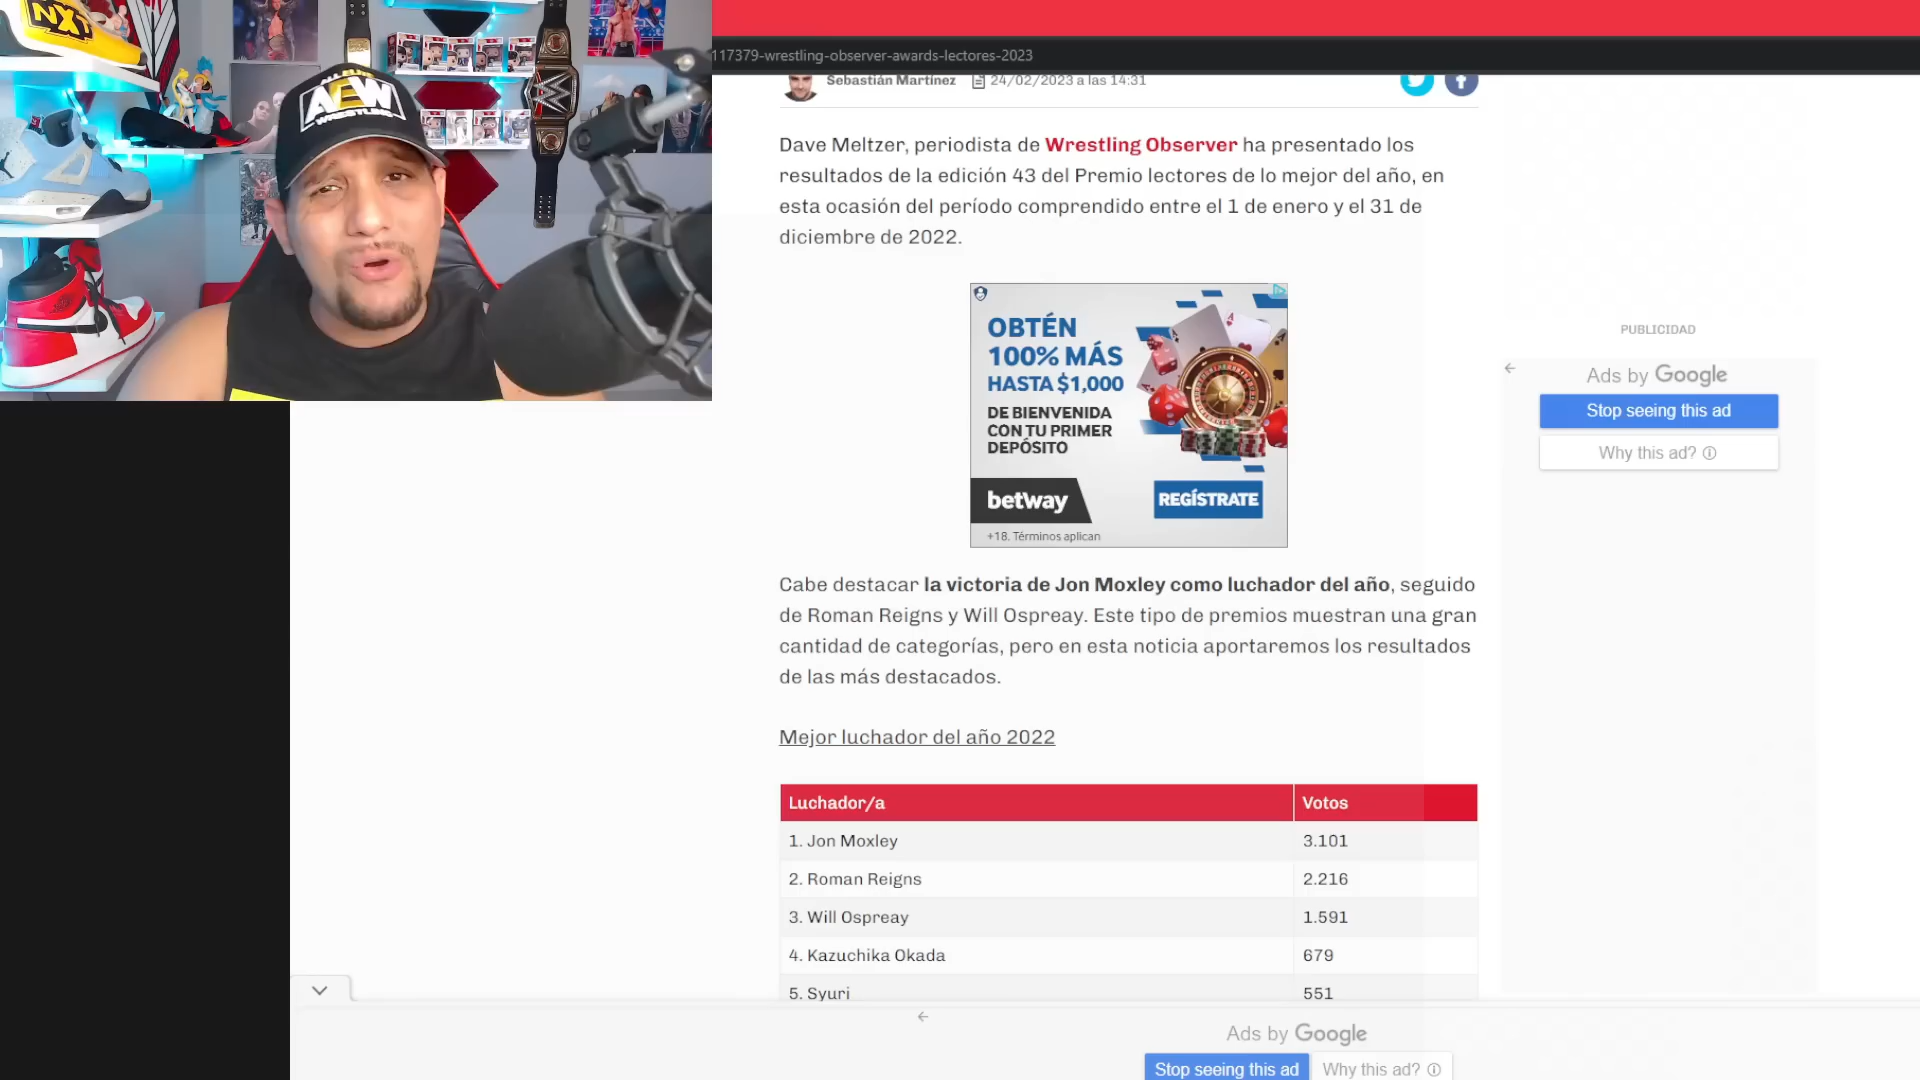 NXT
ALL ELITE
AEW
WRESTLING
117379-wrestling-observer-awards-lectores-2023
Sebastián Martínez 24/02/2023 a las 14:31
Dave Meltzer, periodista de Wrestling Observer ha presentado los
resultados de la edición 43 del Premio lectores de lo mejor del año, en
esta ocasión del período comprendido entre el 1 de enero y el 31 de
diciembre de 2022.
OBTÉN
100% MÁS
HASTA $1,000
DE BIENVENIDA
CON TU PRIMER
DEPÓSITO
betway
REGÍSTRATE
+18. Términos aplican
PUBLICIDAD
Ads by Google
Stop seeing this ad
Why this ad?
Cabe destacar la victoria de Jon Moxley como luchador del año, seguido
de Roman Reigns y Will Ospreay. Este tipo de premios muestran una gran
cantidad de categorías, pero en esta noticia aportaremos los resultados
de las más destacados.
Mejor luchador del año 2022
Luchador/a Votos
1. Jon Moxley 3.101
2. Roman Reigns 2.216
3. Will Ospreay 1.591
4. Kazuchika Okada 679
5. Syuri 551
Ads by Google
Stop seeing this ad Why this ad?